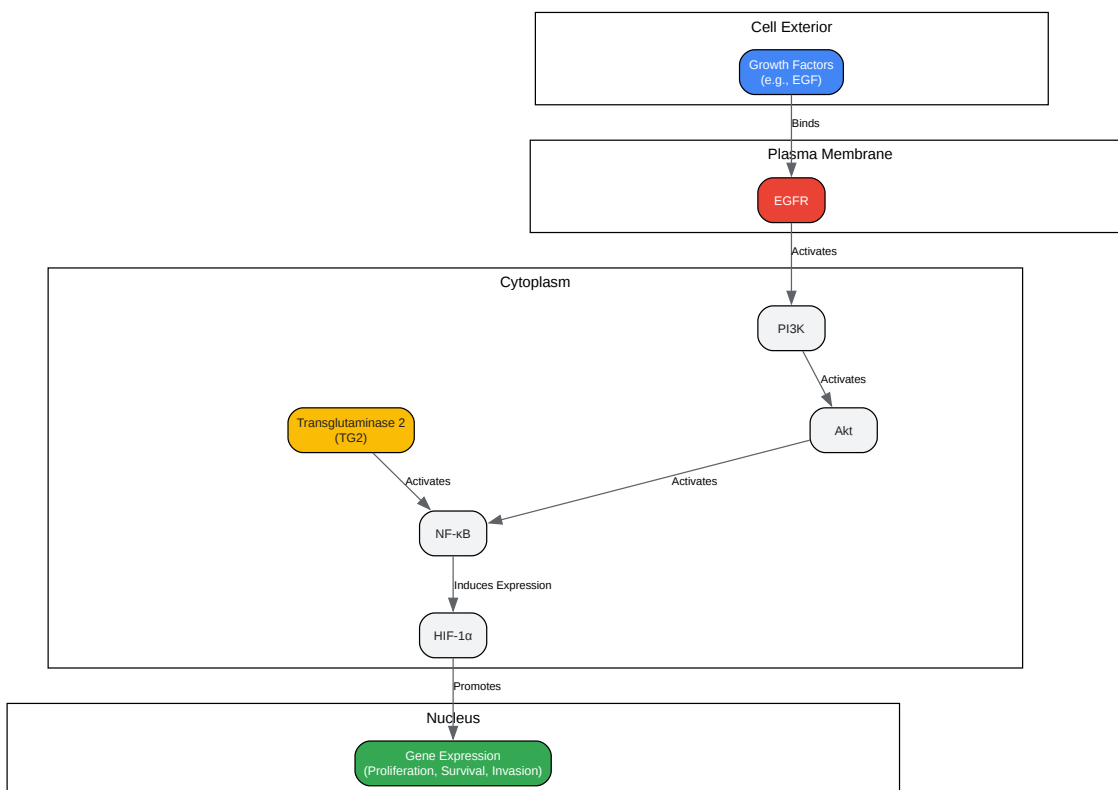 Cell Exterior
Growth Factors
(e.g., EGF)
Binds
Plasma Membrane
EGFR
Activates
Cytoplasm
PI3K
Activates
Transglutaminase 2
(TG2)
Akt
Activates
Activates
NF-κB
Induces Expression
HIF-1α
Promotes
Nucleus
Gene Expression
(Proliferation, Survival, Invasion)